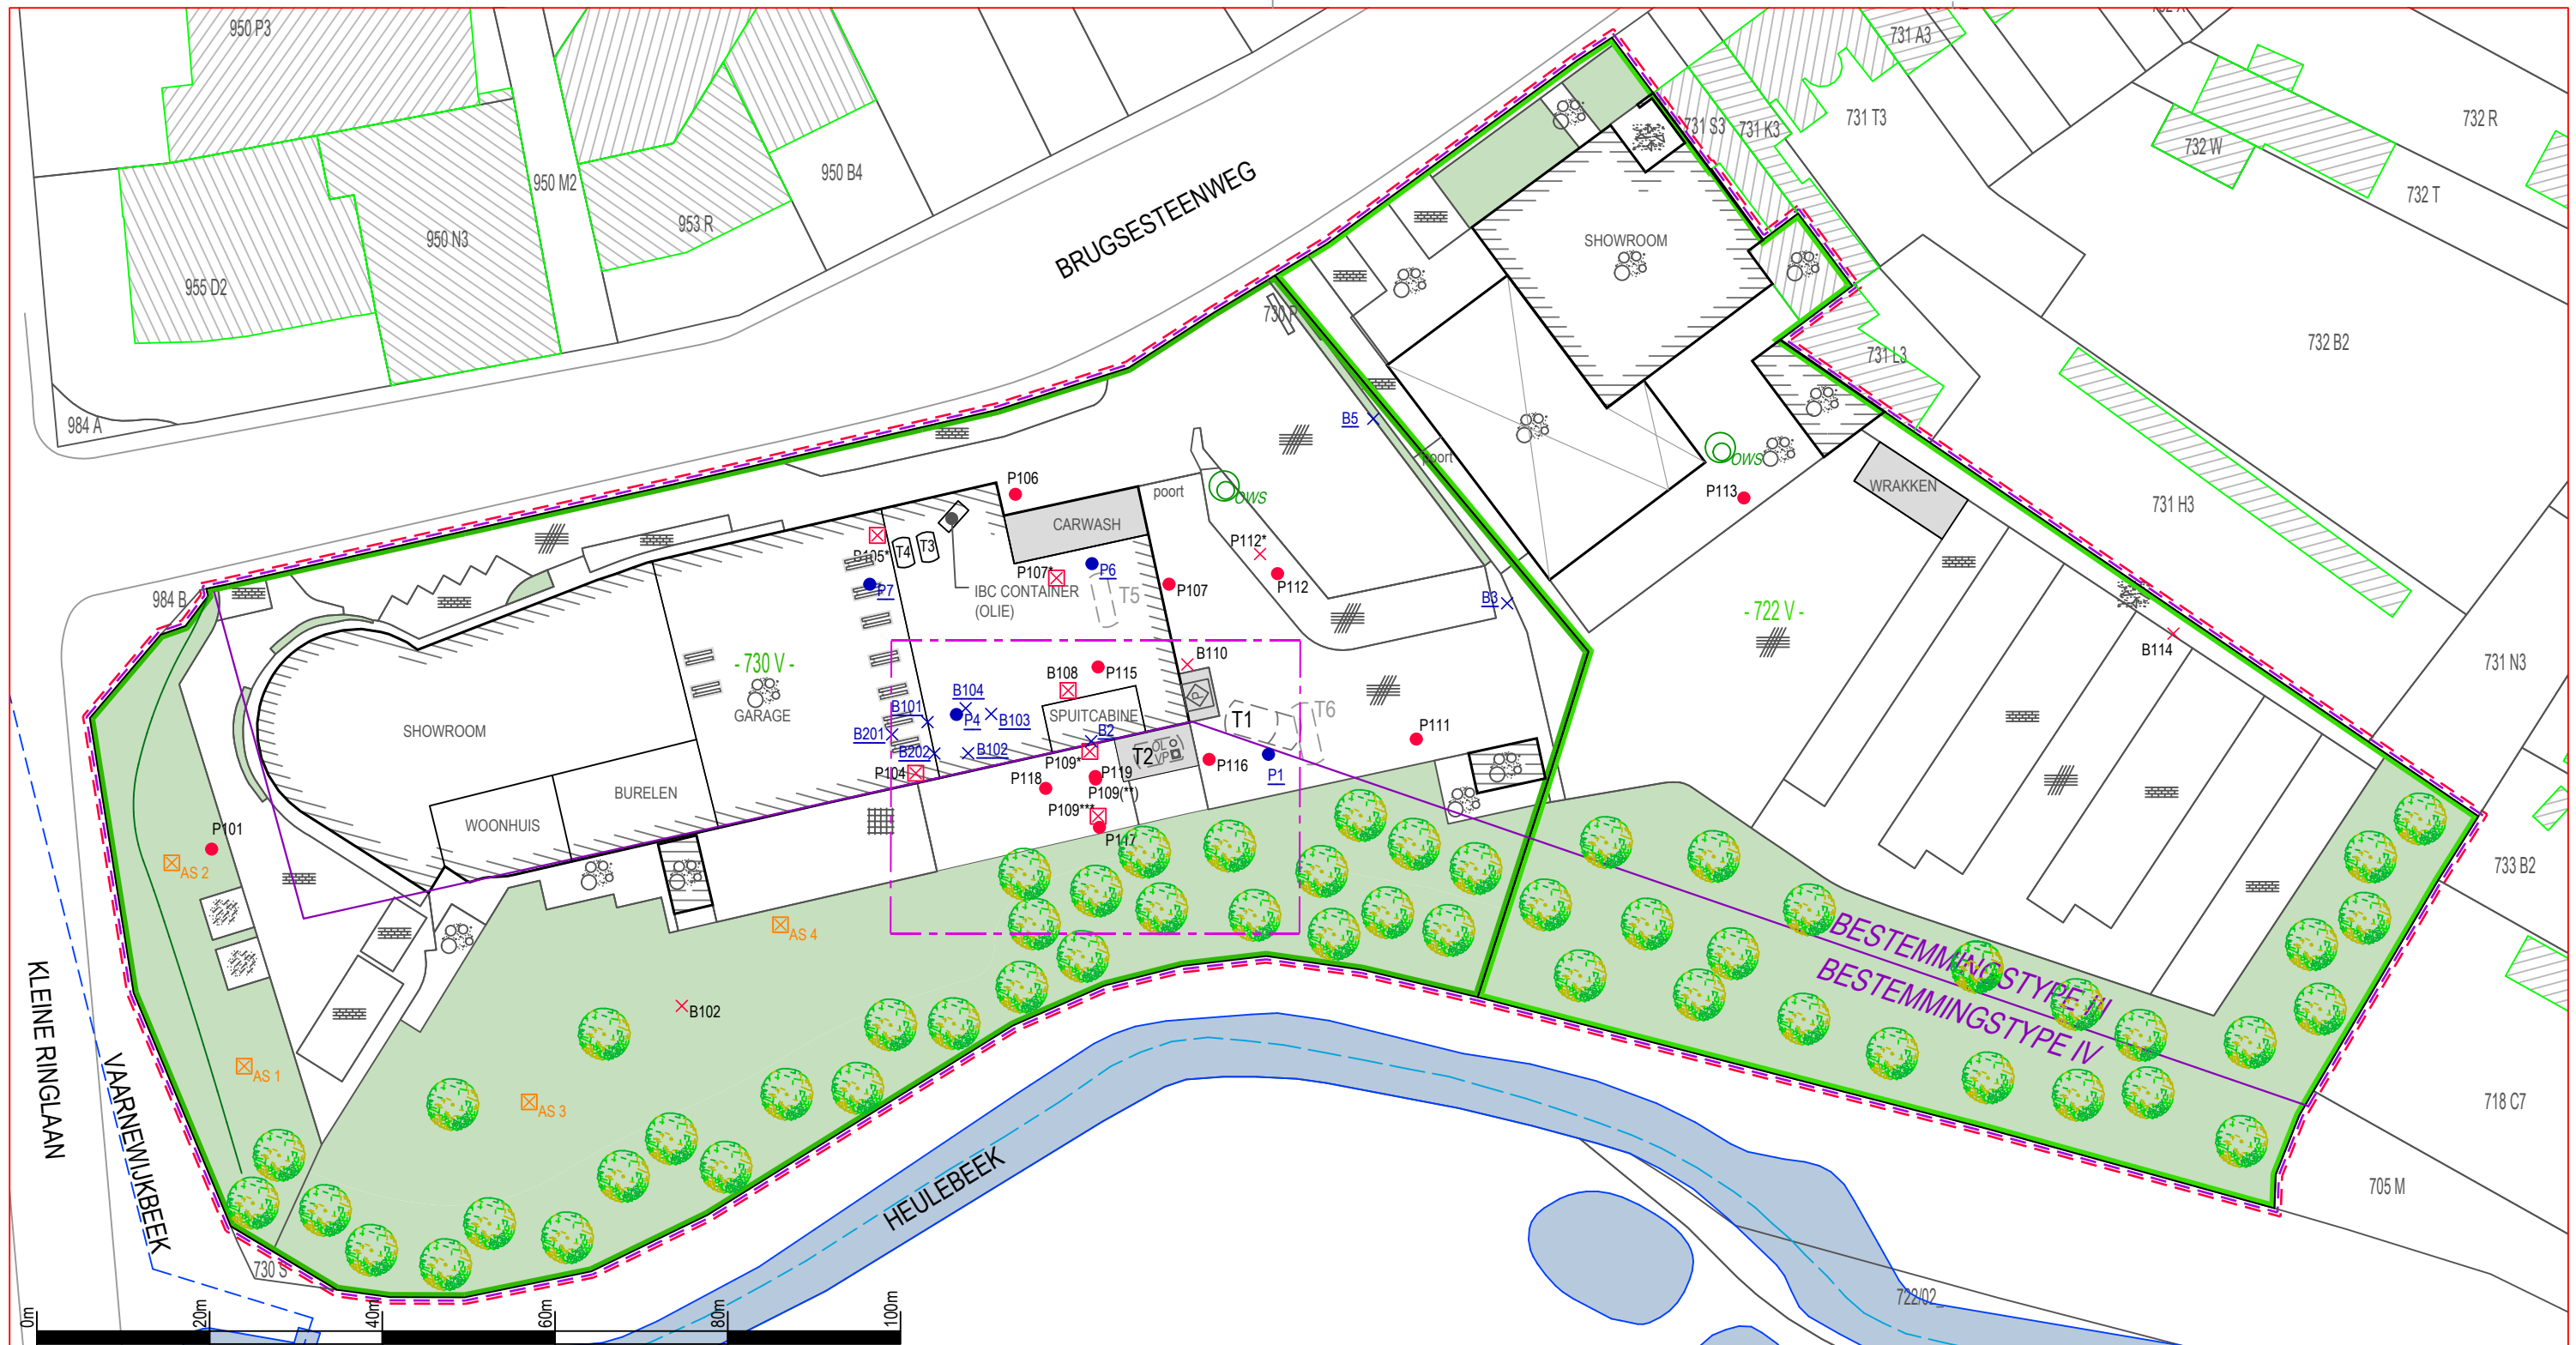 950 P3
731 A3
950 M2
950 B4
731 S3
731 K3
731 T3
732 R
732 W
732 T
953 R
950 N3
955 D2
BRUGSESTEENWEG
SHOWROOM
730 P
732 B2
731 L3
984 A
B5
poort
OWS
WRAKKEN
P113
731 H3
P106
poort
OWS
CARWASH
P105*
T4
T3
P112*
P107*
P6
P7
T5
P107
P112
IBC CONTAINER
(OLIE)
B3
984 B
- 722 V -
- 730 V -
B110
B114
731 N3
B108
P115
P
GARAGE
B104
B101
P4
B103
SPUITCABINE
T1
T6
SHOWROOM
B201
B2
B202
B102
P109*
T2
OL
VP
P111
P104
P118
P119
P116
P1
BURELEN
P109(**)
P109***
WOONHUIS
P117
P101
AS 2
733 B2
AS 4
BESTEMMINGSTYPE III
BESTEMMINGSTYPE IV
B102
KLEINE RINGLAAN
VAARNEWIJKBEEK
AS 1
AS 3
718 C7
HEULEBEEK
705 M
730 S
722/02_
0m
20m
40m
60m
80m
100m